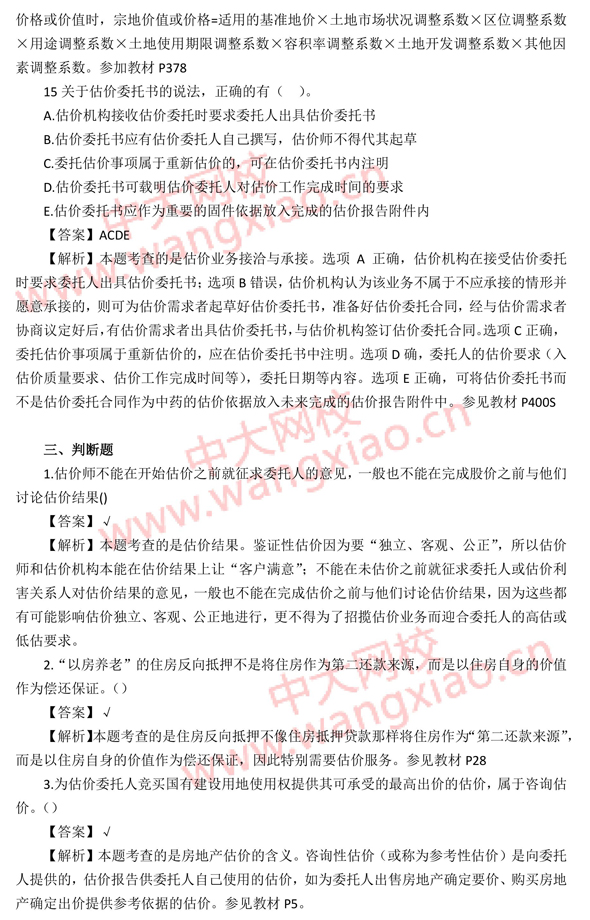 价格或价值时，宗地价值或价格=适用的基准地价×土地市场状况调整系数×区位调整系数
×用途调整系数×土地使用期限调整系数×容积率调整系数×土地开发调整系数×其他因
素调整系数。参加教材 P378
15 关于估价委托书的说法，正确的有（ ）。
A.估价机构接收估价委托时要求委托人出具估价委托书
B.估价委托书应有估价委托人自己撰写，估价师不得代其起草
C.委托估价事项属于重新估价的，可在估价委托书内注明
D.估价委托书可载明估价委托人对估价工作完成时间的要求
E.估价委托书应作为重要的固件依据放入完成的估价报告附件内
【答案】ACDE
【解析】本题考查的是估价业务接洽与承接。选项 A 正确，估价机构在接受估价委托
时要求委托人出具估价委托书；选项 B 错误，估价机构认为该业务不属于不应承接的情形并
愿意承接的，则可为估价需求者起草好估价委托书，准备好估价委托合同，经与估价需求者
协商议定好后，有估价需求者出具估价委托书，与估价机构签订估价委托合同。选项 C 正确，
委托估价事项属于重新估价的，应在估价委托书中注明。选项 D 确，委托人的估价要求（入
估价质量要求、估价工作完成时间等），委托日期等内容。选项 E 正确，可将估价委托书而
不是估价委托合同作为中药的估价依据放入未来完成的估价报告附件中。参见教材 P400S
三、判断题
1.估价师不能在开始估价之前就征求委托人的意见，一般也不能在完成股价之前与他们
讨论估价结果()
【答案】√
【解析】本题考查的是估价结果。鉴证性估价因为要“独立、客观、公正”，所以估价
师和估价机构本能在估价结果上让“客户满意”；不能在未估价之前就征求委托人或估价利
害关系人对估价结果的意见，一般也不能在完成估价之前与他们讨论估价结果，因为这些都
有可能影响估价独立、客观、公正地进行，更不得为了招揽估价业务而迎合委托人的高估或
低估要求。
2.“以房养老”的住房反向抵押不是将住房作为第二还款来源，而是以住房自身的价值
作为偿还保证。（）
【答案】√
【解析】本题考查的是住房反向抵押不像住房抵押贷款那样将住房作为“第二还款来源”，
而是以住房自身的价值作为偿还保证，因此特别需要估价服务。参见教材 P28
3.为估价委托人竞买国有建设用地使用权提供其可承受的最高出价的估价，属于咨询估
价。（）
【答案】√
【解析】本题考查的是房地产估价的含义。咨询性估价（或称为参考性估价）是向委托
人提供的，估价报告供委托人自己使用的估价，如为委托人出售房地产确定要价、购买房地
产确定出价提供参考依据的估价。参见教材 P5。
中大网校
www.wangxiao.cn
中大网校
www.wangxiao.cn
中大网校
www.wangxiao.cn